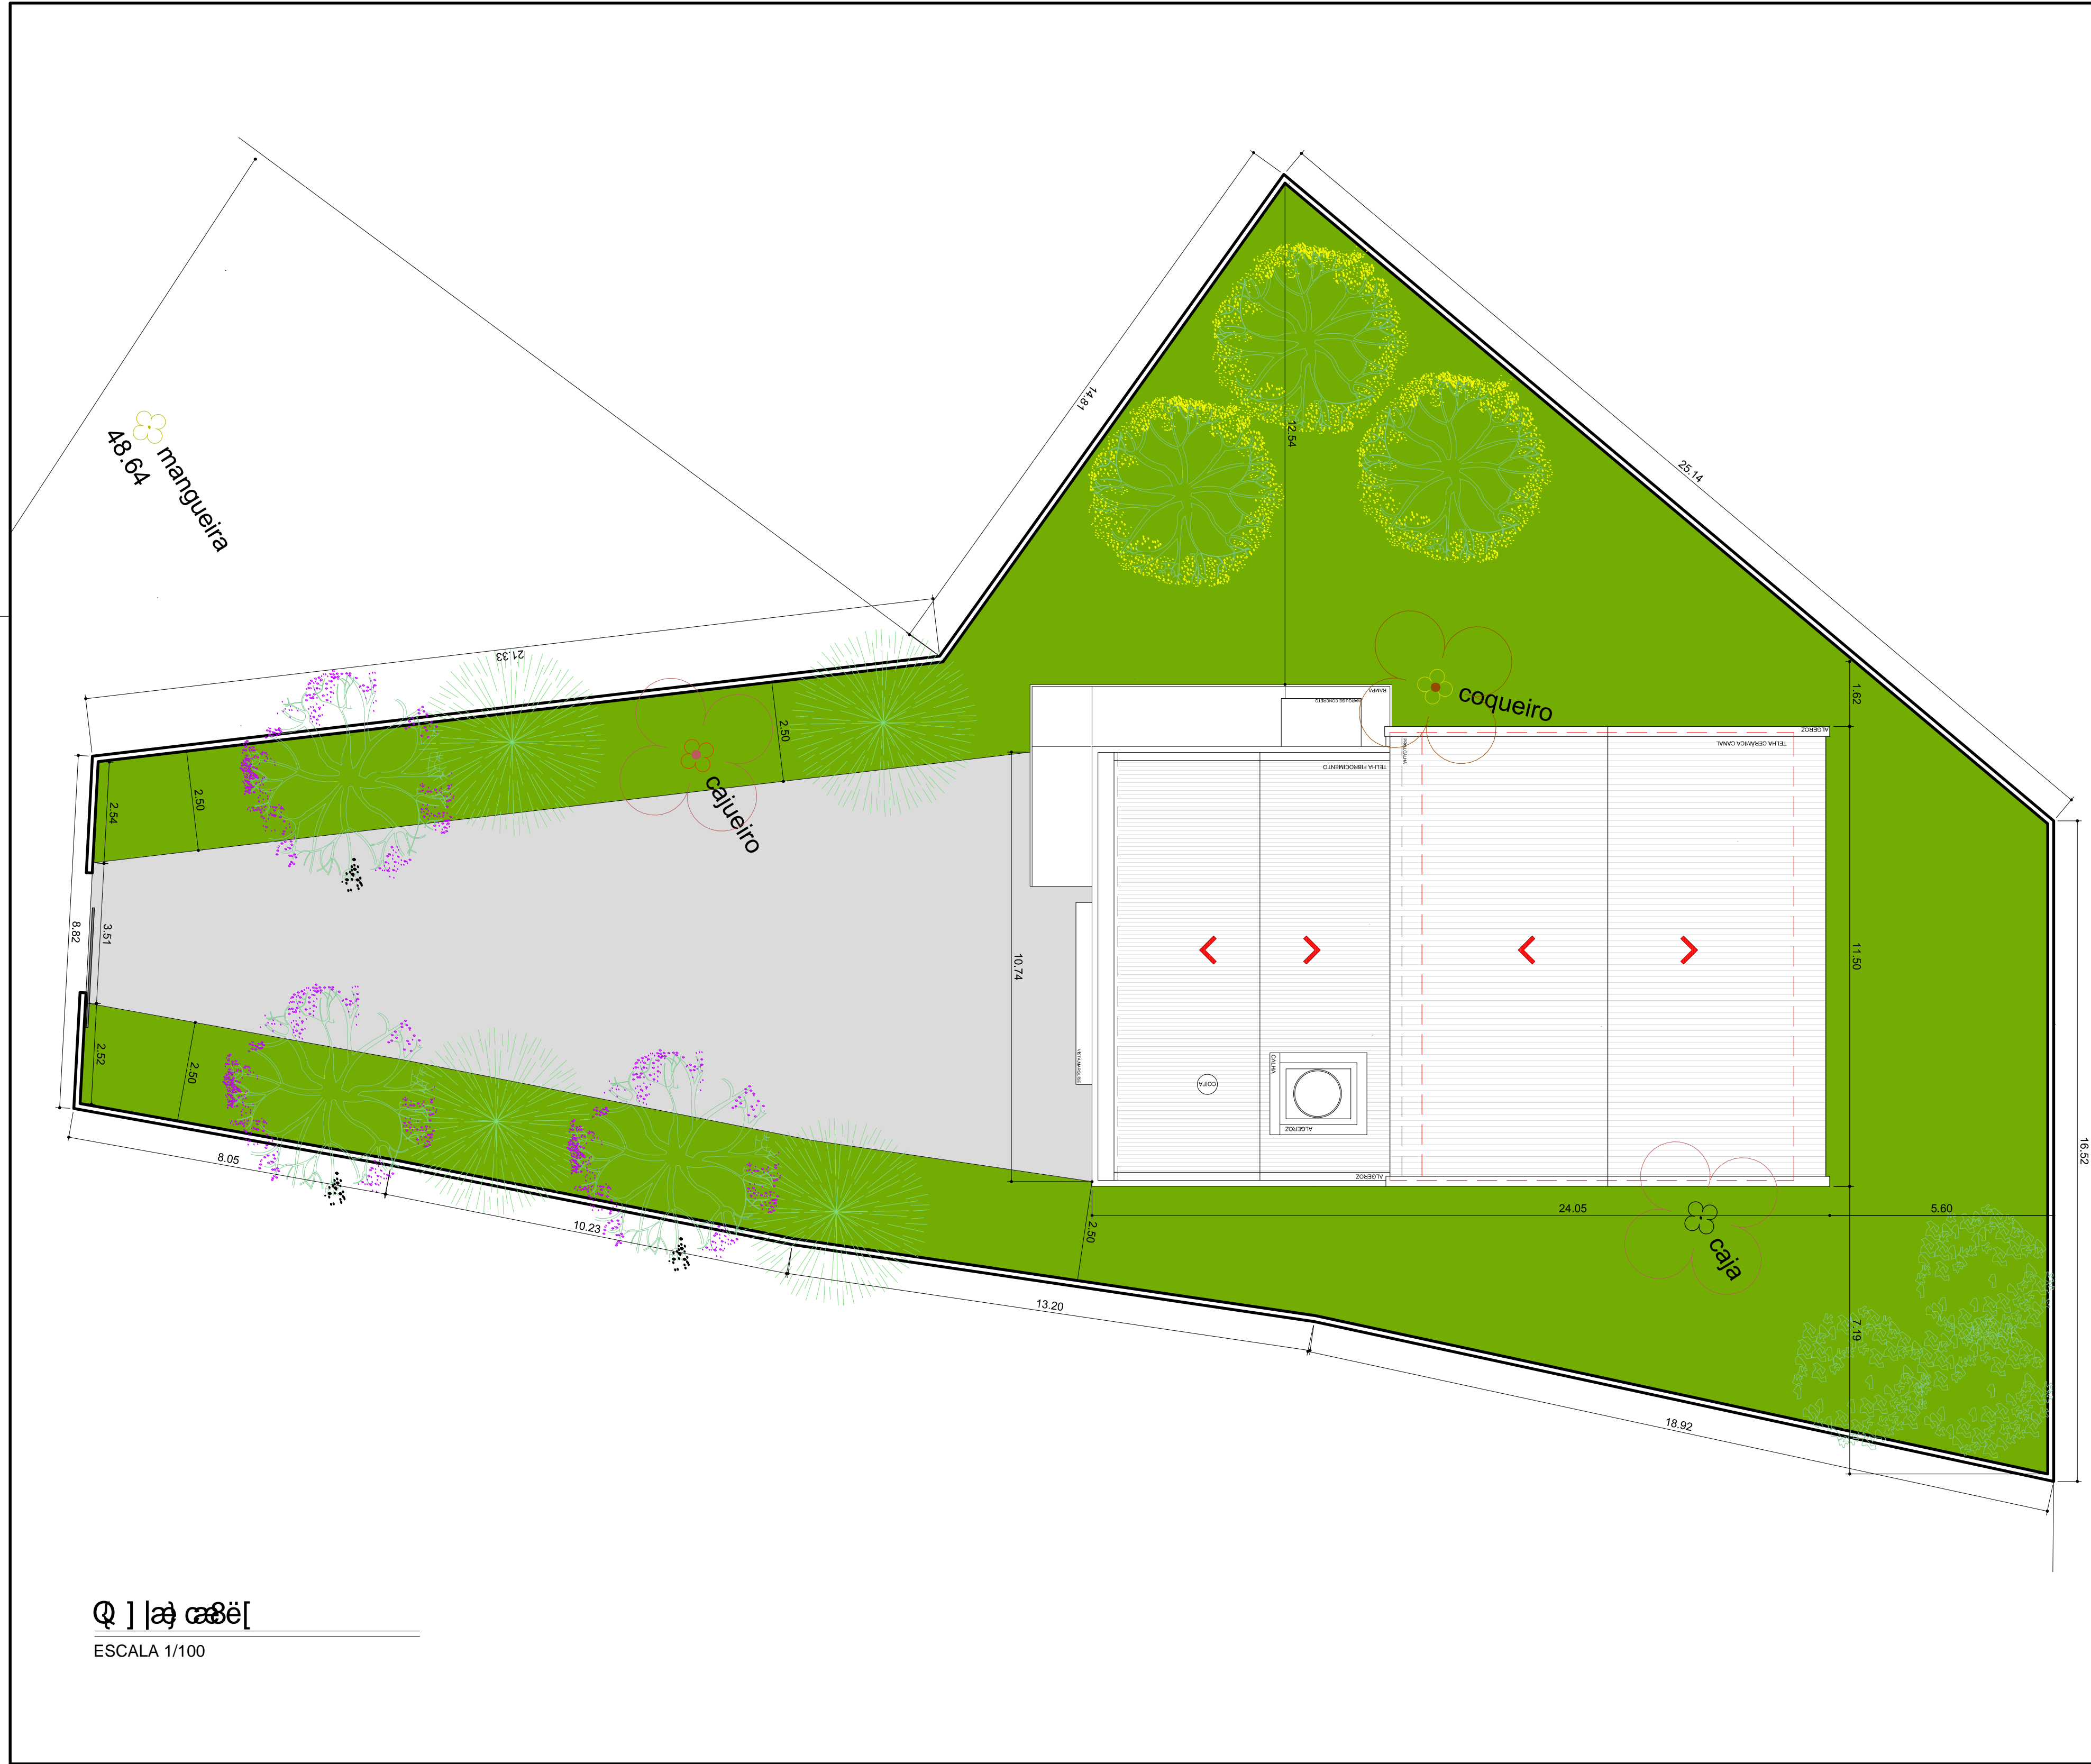 14.81
12.54
25.14
48.64
mangueira
21.33
2.50
cajueiro
coqueiro
1.62
RAMPA
MARQUISE CONCRETO
ALGEROZ
TELHA CERÂMICA CANAL
TELHA FIBROCIMENTO
2.54
2.50
8.82
3.51
10.74
11.50
2.52
2.50
COIFA
CALHA
ALGEROZ
ALGEROZ
16.52
8.05
10.23
2.50
24.05
5.60
caja
13.20
7.19
18.92
ESCALA 1/100